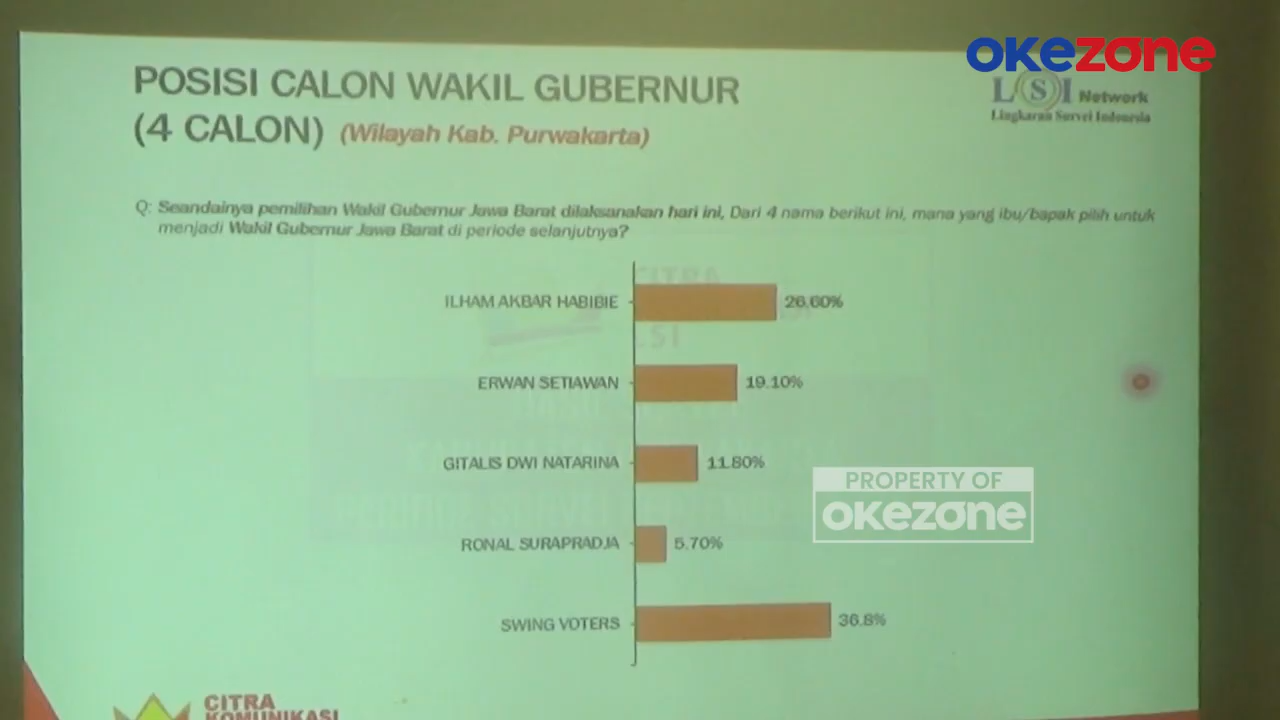 okezone
POSISI CALON WAKIL GUBERNUR
(4 CALON) (Wilayah Kab. Purwakarta)
LSI Network
Lingkaran Survei Indonesia
Q: Seandainya pemilihan Wakil Gubernur Jawa Barat dilaksanakan hari ini, Dari 4 nama berikut ini, mana yang ibu/bapak pilih untuk
menjadi Wakil Gubernur Jawa Barat di periode selanjutnya?
CITRA
LSI
ILHAM AKBAR HABIBIE 26.60%
ERWAN SETIAWAN 19.10%
GITALIS DWI NATARINA 11.80%
PROPERTY OF
okezone
RONAL SURAPRADJA 5.70%
SWING VOTERS 36.8%
CITRA
KOMUNIKASI